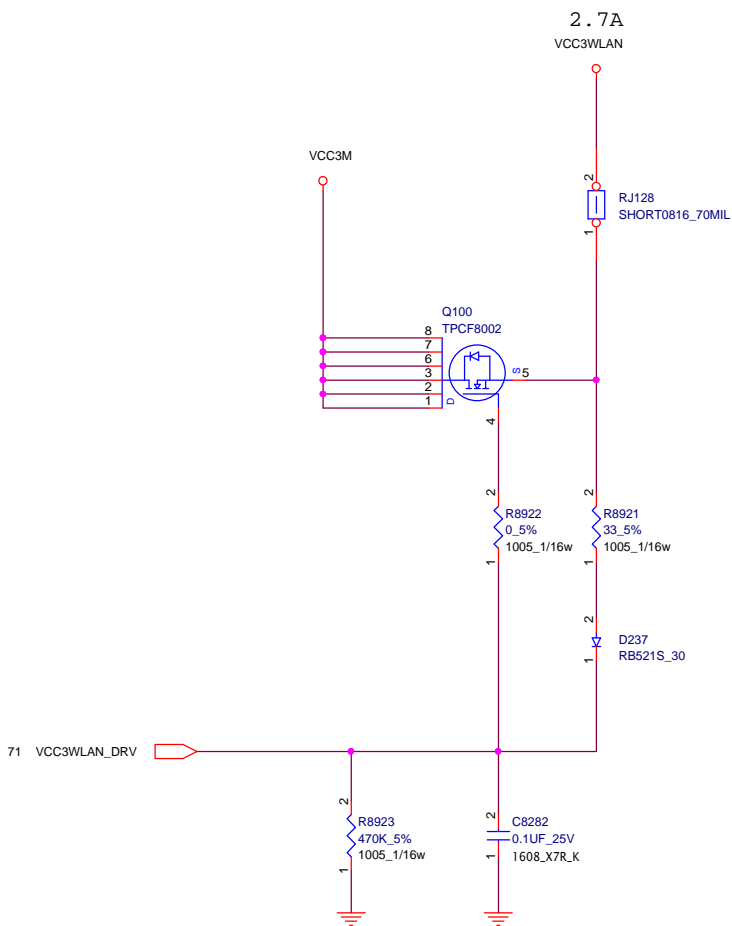 2.7A
VCC3WLAN
VCC3M
2
RJ128
SHORT0816_70MIL
1
Q100
TPCF8002
8
7
6
3
2
1
D
S
5
4
2
R8922
0_5%
1005_1/16w
1
2
R8921
33_5%
1005_1/16w
1
2
D237
RB521S_30
1
71 VCC3WLAN_DRV
2
R8923
470K_5%
1005_1/16w
1
2
C8282
0.1UF_25V
1608_X7R_K
1